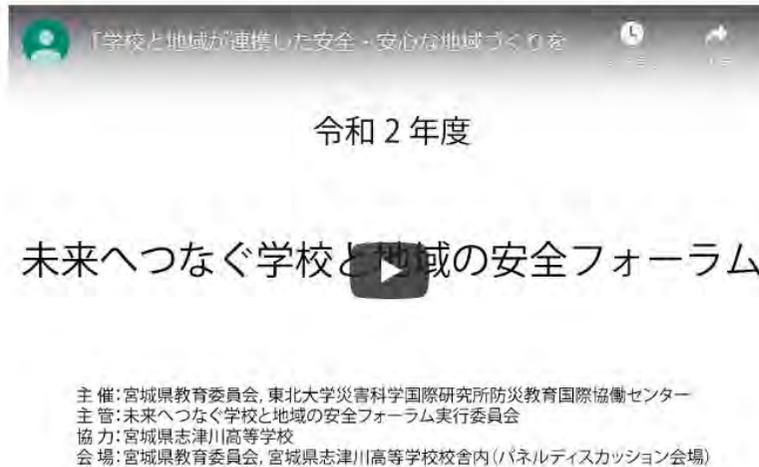 「学校と地域が連携した安全・安心な地域づくりを
令和2年度
未来へつなぐ学校と地域の安全フォーラム
主 催：宮城県教育委員会, 東北大学災害科学国際研究所防災教育国際協働センター
主 管：未来へつなぐ学校と地域の安全フォーラム実行委員会
協 力：宮城県志津川高等学校
会 場：宮城県教育委員会, 宮城県志津川高等学校校舎内（パネルディスカッション会場）